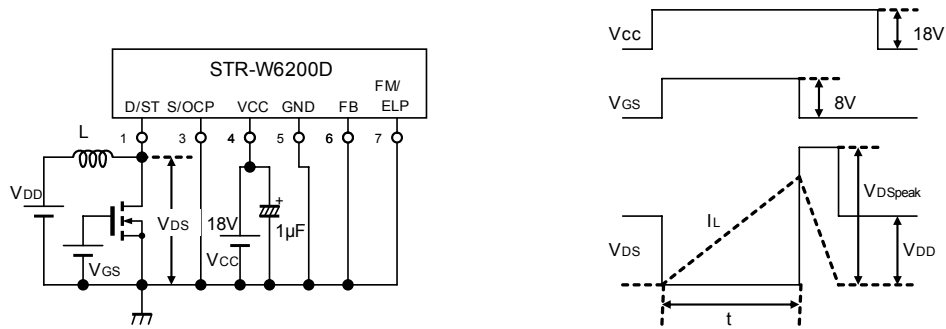 STR-W6200D
FM/
D/ST S/OCP VCC GND FB ELP
1 3 4 5 6 7
L
VDD
VGS
VDS
18V
VCC
+
1µF
VCC
18V
VGS
8V
VDS
IL
VDSpeak
VDD
t